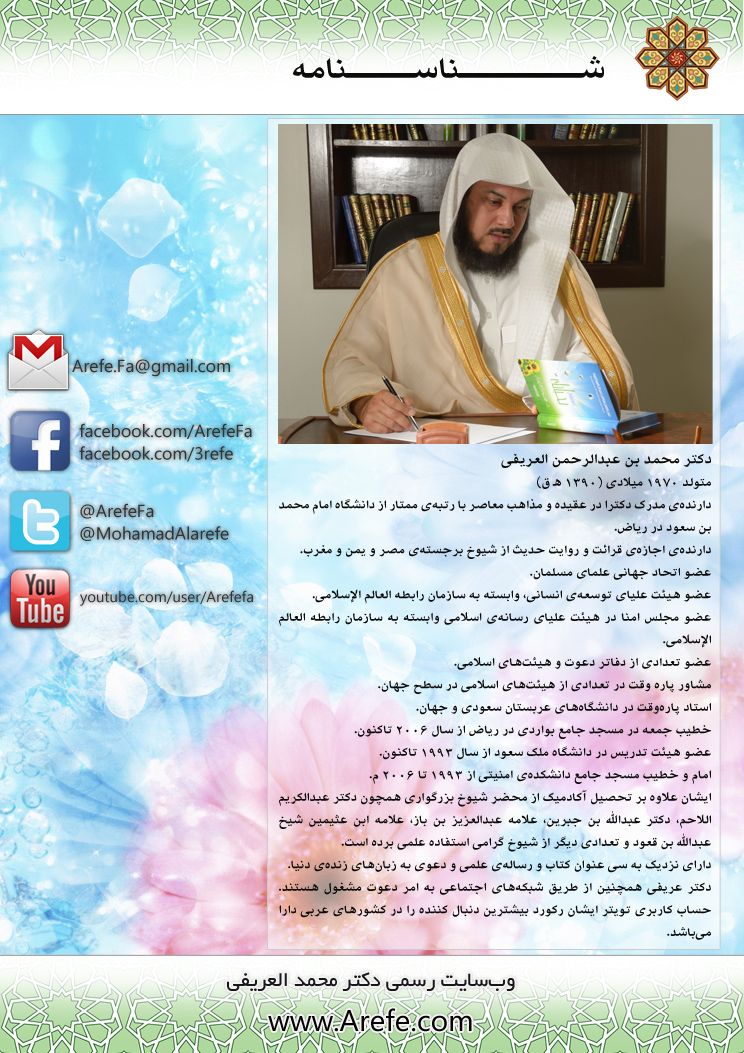 شناسنامه
Arefe.Fa@gmail.com
facebook.com/ArefeFa
facebook.com/3refe
@ArefeFa
@MohamadAlarefe
You
Tube
youtube.com/user/Arefefa
دکتر محمد بن عبدالرحمن العریفی
متولد ۱۹۷۰ میلادی (۱۳۹۰ هـ ق)
دارنده‌ی مدرک دکترا در عقیده و مذاهب معاصر با رتبه‌ی ممتاز از دانشگاه امام محمد
بن سعود در ریاض.
دارنده‌ی اجازه‌ی قرائت و روایت حدیث از شیوخ برجسته‌ی مصر و یمن و مغرب.
عضو اتحاد جهانی علمای مسلمان.
عضو هیئت علیای توسعه‌ی انسانی، وابسته به سازمان رابطه العالم الإسلامی.
عضو مجلس امنا در هیئت علیای رسانه‌ی اسلامی وابسته به سازمان رابطه العالم
الإسلامی.
عضو تعدادی از دفاتر دعوت و هیئت‌های اسلامی.
مشاور پاره وقت در تعدادی از هیئت‌های اسلامی در سطح جهان.
استاد پاره‌وقت در دانشگاه‌های عربستان سعودی و جهان.
خطیب جمعه در مسجد جامع بواردی در ریاض از سال ۲۰۰۶ تاکنون.
عضو هیئت تدریس در دانشگاه ملک سعود از سال ۱۹۹۳ تاکنون.
امام و خطیب مسجد جامع دانشکده‌ی امنیتی از ۱۹۹۳ تا ۲۰۰۶ م.
ایشان علاوه بر تحصیل آکادمیک از محضر شیوخ بزرگواری همچون دکتر عبدالکریم
اللاحم، دکتر عبدالله بن جبرین، علامه عبدالعزیز بن باز، علامه ابن عثیمین شیخ
عبدالله بن قعود و تعدادی دیگر از شیوخ گرامی استفاده علمی برده است.
دارای نزدیک به سی عنوان کتاب و رساله‌ی علمی و دعوی به زبان‌های زنده‌ی دنیا.
دکتر عریفی همچنین از طریق شبکه‌های اجتماعی به امر دعوت مشغول هستند.
حساب کاربری تویتر ایشان رکورد بیشترین دنبال کننده را در کشورهای عربی دارا
می‌باشد.
وب‌سایت رسمی دکتر محمد العریفی
www.Arefe.com